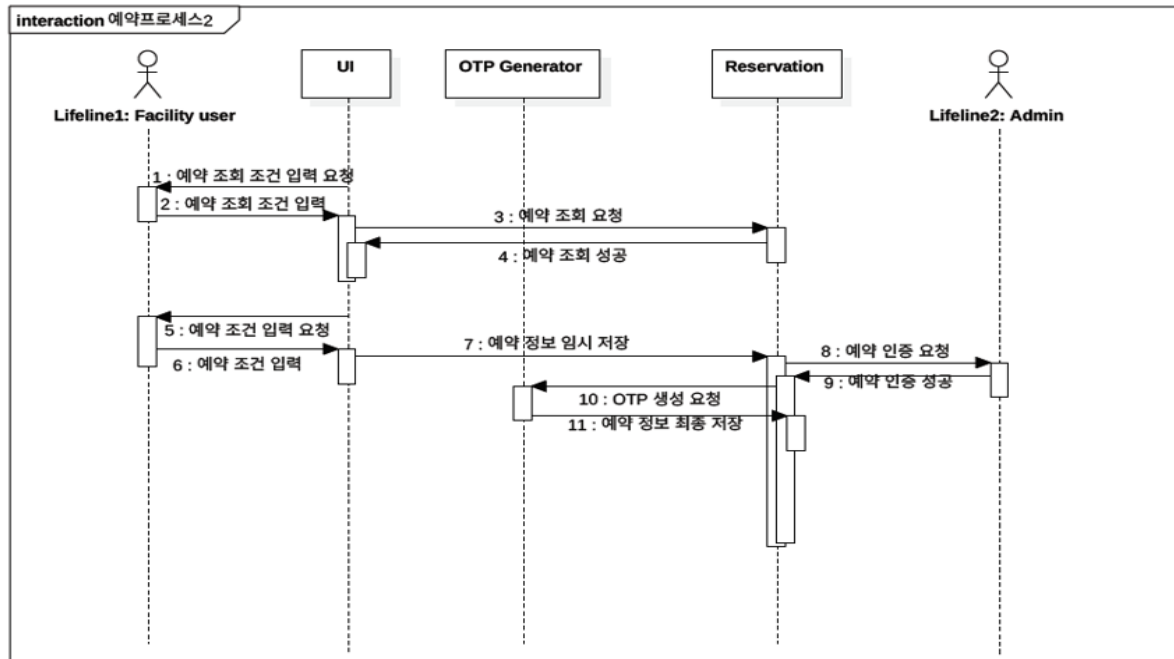 interaction 예약프로세스2
UI
OTP Generator
Reservation
Lifeline1: Facility user
Lifeline2: Admin
1 : 예약 조회 조건 입력 요청
2 : 예약 조회 조건 입력
3 : 예약 조회 요청
4 : 예약 조회 성공
5 : 예약 조건 입력 요청
6 : 예약 조건 입력
7 : 예약 정보 임시 저장
8 : 예약 인증 요청
9 : 예약 인증 성공
10 : OTP 생성 요청
11 : 예약 정보 최종 저장